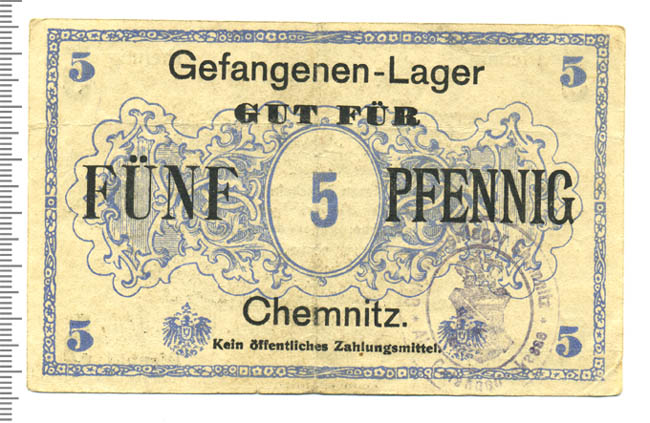 5 5
Gefangenen-Lager
GUT FÜR
FÜNF 5 PFENNIG
Chemnitz.
Kein öffentliches Zahlungsmittel.
5 5